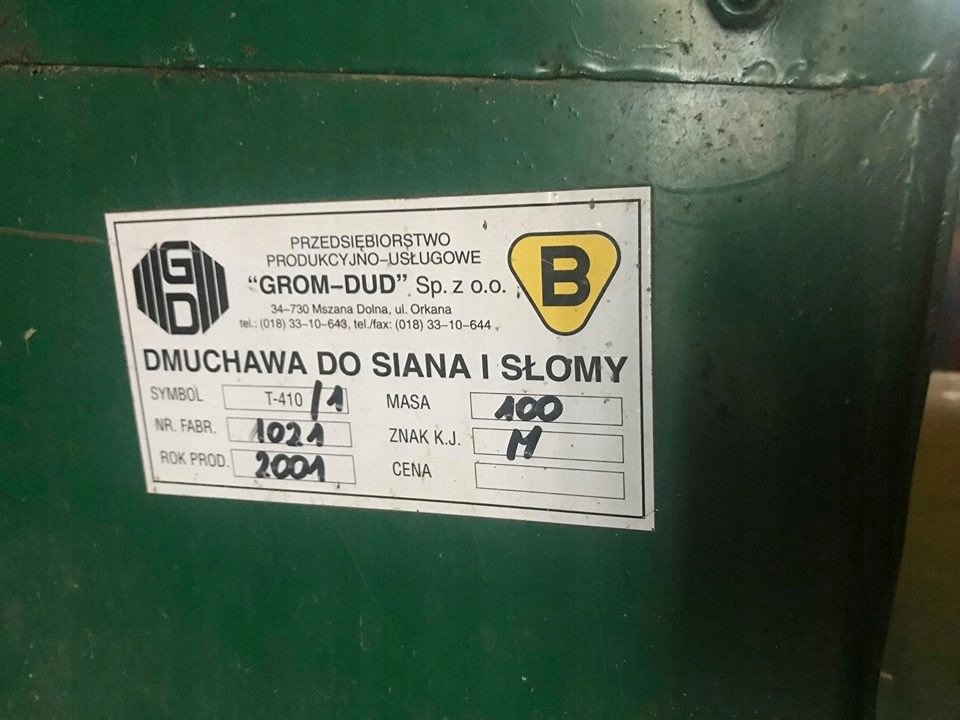 GD
PRZEDSIĘBIORSTWO
PRODUKCYJNO-USŁUGOWE
"GROM-DUD" Sp. z o.o.
34-730 Mszana Dolna, ul. Orkana
tel.: (018) 33-10-643, tel./fax: (018) 33-10-644
B
DMUCHAWA DO SIANA I SŁOMY
SYMBOL T-410/1 MASA 100
NR. FABR. 1021 ZNAK K.J. M
ROK PROD. 2001 CENA